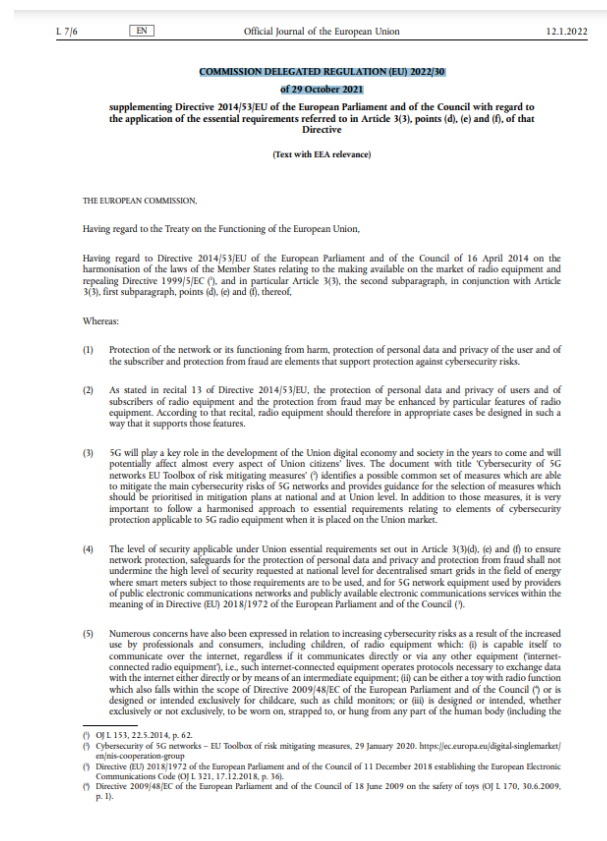 L 7/6 EN Official Journal of the European Union 12.1.2022
COMMISSION DELEGATED REGULATION (EU) 2022/30
of 29 October 2021
supplementing Directive 2014/53/EU of the European Parliament and of the Council with regard to
the application of the essential requirements referred to in Article 3(3), points (d), (e) and (f), of that
Directive
(Text with EEA relevance)
THE EUROPEAN COMMISSION,
Having regard to the Treaty on the Functioning of the European Union,
Having regard to Directive 2014/53/EU of the European Parliament and of the Council of 16 April 2014 on the
harmonisation of the laws of the Member States relating to the making available on the market of radio equipment and
repealing Directive 1999/5/EC (¹), and in particular Article 3(3), the second subparagraph, in conjunction with Article
3(3), first subparagraph, points (d), (e) and (f), thereof,
Whereas:
(1) Protection of the network or its functioning from harm, protection of personal data and privacy of the user and of
the subscriber and protection from fraud are elements that support protection against cybersecurity risks.
(2) As stated in recital 13 of Directive 2014/53/EU, the protection of personal data and privacy of users and of
subscribers of radio equipment and the protection from fraud may be enhanced by particular features of radio
equipment. According to that recital, radio equipment should therefore in appropriate cases be designed in such a
way that it supports those features.
(3) 5G will play a key role in the development of the Union digital economy and society in the years to come and will
potentially affect almost every aspect of Union citizens' lives. The document with title 'Cybersecurity of 5G
networks EU Toolbox of risk mitigating measures' (²) identifies a possible common set of measures which are able
to mitigate the main cybersecurity risks of 5G networks and provides guidance for the selection of measures which
should be prioritised in mitigation plans at national and at Union level. In addition to those measures, it is very
important to follow a harmonised approach to essential requirements relating to elements of cybersecurity
protection applicable to 5G radio equipment when it is placed on the Union market.
(4) The level of security applicable under Union essential requirements set out in Article 3(3)(d), (e) and (f) to ensure
network protection, safeguards for the protection of personal data and privacy and protection from fraud shall not
undermine the high level of security requested at national level for decentralised smart grids in the field of energy
where smart meters subject to those requirements are to be used, and for 5G network equipment used by providers
of public electronic communications networks and publicly available electronic communications services within the
meaning of in Directive (EU) 2018/1972 of the European Parliament and of the Council (³).
(5) Numerous concerns have also been expressed in relation to increasing cybersecurity risks as a result of the increased
use by professionals and consumers, including children, of radio equipment which: (i) is capable itself to
communicate over the internet, regardless if it communicates directly or via any other equipment ('internet-
connected radio equipment'), i.e., such internet-connected equipment operates protocols necessary to exchange data
with the internet either directly or by means of an intermediate equipment; (ii) can be either a toy with radio function
which also falls within the scope of Directive 2009/48/EC of the European Parliament and of the Council (⁴) or is
designed or intended exclusively for childcare, such as child monitors; or (iii) is designed or intended, whether
exclusively or not exclusively, to be worn on, strapped to, or hung from any part of the human body (including the
(¹) OJ L 153, 22.5.2014, p. 62.
(²) Cybersecurity of 5G networks – EU Toolbox of risk mitigating measures, 29 January 2020. https://ec.europa.eu/digital-singlemarket/
en/nis-cooperation-group
(³) Directive (EU) 2018/1972 of the European Parliament and of the Council of 11 December 2018 establishing the European Electronic
Communications Code (OJ L 321, 17.12.2018, p. 36).
(⁴) Directive 2009/48/EC of the European Parliament and of the Council of 18 June 2009 on the safety of toys (OJ L 170, 30.6.2009,
p. 1).